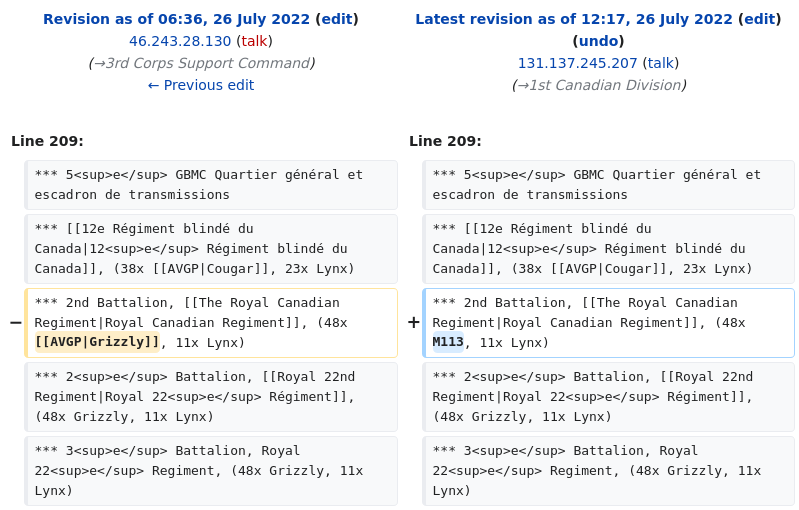 Revision as of 06:36, 26 July 2022 (edit)
46.243.28.130 (talk)
(→3rd Corps Support Command)
← Previous edit
Latest revision as of 12:17, 26 July 2022 (edit)
(undo)
131.137.245.207 (talk)
(→1st Canadian Division)
Line 209:
*** 5<sup>e</sup> GBMC Quartier général et
escadron de transmissions
*** [[12e Régiment blindé du
Canada|12<sup>e</sup> Régiment blindé du
Canada]], (38x [[AVGP|Cougar]], 23x Lynx)
− *** 2nd Battalion, [[The Royal Canadian
Regiment|Royal Canadian Regiment]], (48x
[[AVGP|Grizzly]], 11x Lynx)
*** 2<sup>e</sup> Battalion, [[Royal 22nd
Regiment|Royal 22<sup>e</sup> Régiment]],
(48x Grizzly, 11x Lynx)
*** 3<sup>e</sup> Battalion, Royal
22<sup>e</sup> Regiment, (48x Grizzly, 11x
Lynx)
Line 209:
*** 5<sup>e</sup> GBMC Quartier général et
escadron de transmissions
*** [[12e Régiment blindé du
Canada|12<sup>e</sup> Régiment blindé du
Canada]], (38x [[AVGP|Cougar]], 23x Lynx)
+ *** 2nd Battalion, [[The Royal Canadian
Regiment|Royal Canadian Regiment]], (48x
M113, 11x Lynx)
*** 2<sup>e</sup> Battalion, [[Royal 22nd
Regiment|Royal 22<sup>e</sup> Régiment]],
(48x Grizzly, 11x Lynx)
*** 3<sup>e</sup> Battalion, Royal
22<sup>e</sup> Regiment, (48x Grizzly, 11x
Lynx)